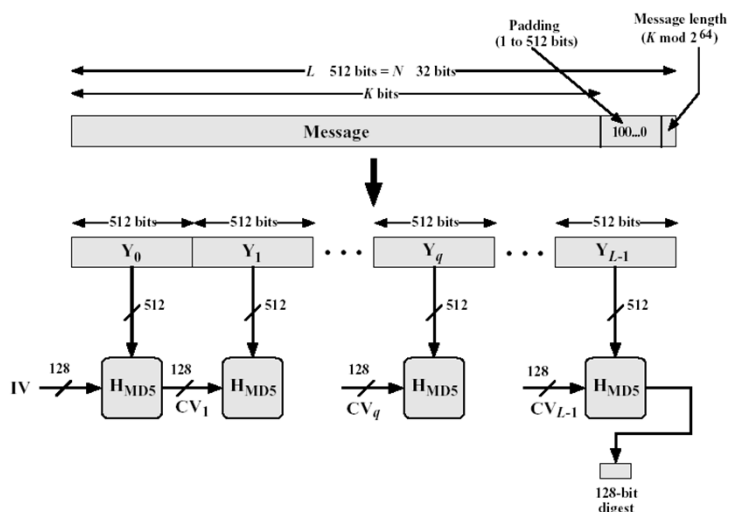 Padding
(1 to 512 bits)
Message length
(K mod 2^64)
L 512 bits = N 32 bits
K bits
Message
100...0
512 bits
512 bits
512 bits
512 bits
Y0
Y1
• • •
Yq
• • •
YL-1
512
512
512
512
IV
128
HMD5
128
CV1
HMD5
128
CVq
HMD5
128
CVL-1
HMD5
128-bit
digest